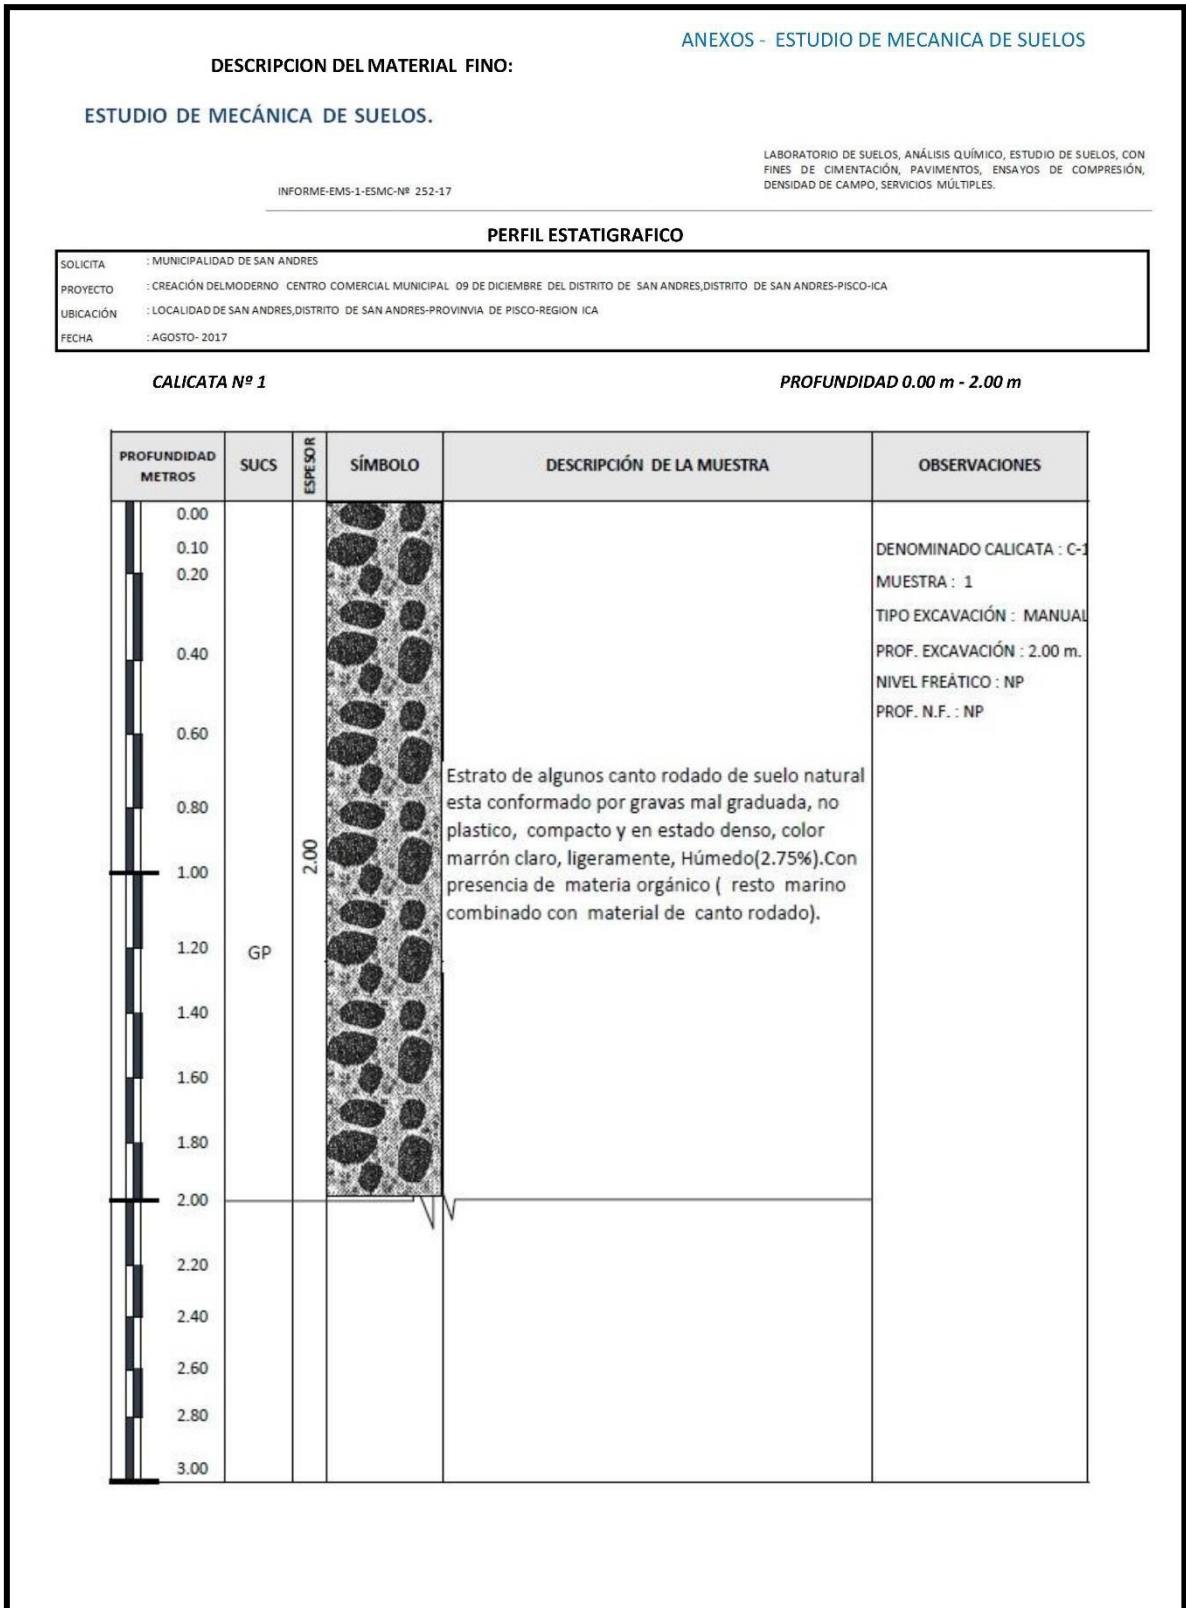 ANEXOS - ESTUDIO DE MECANICA DE SUELOS
DESCRIPCION DEL MATERIAL FINO:
ESTUDIO DE MECÁNICA DE SUELOS.
LABORATORIO DE SUELOS, ANÁLISIS QUÍMICO, ESTUDIO DE SUELOS, CON
FINES DE CIMENTACIÓN, PAVIMENTOS, ENSAYOS DE COMPRESIÓN,
DENSIDAD DE CAMPO, SERVICIOS MÚLTIPLES.
INFORME-EMS-1-ESMC-Nº 252-17
PERFIL ESTATIGRAFICO
SOLICITA : MUNICIPALIDAD DE SAN ANDRES
PROYECTO : CREACIÓN DELMODERNO CENTRO COMERCIAL MUNICIPAL 09 DE DICIEMBRE DEL DISTRITO DE SAN ANDRES,DISTRITO DE SAN ANDRES-PISCO-ICA
UBICACIÓN : LOCALIDAD DE SAN ANDRES,DISTRITO DE SAN ANDRES-PROVINVIA DE PISCO-REGION ICA
FECHA : AGOSTO- 2017
CALICATA Nº 1 PROFUNDIDAD 0.00 m - 2.00 m
PROFUNDIDAD
METROS
SUCS
ESPESOR
SÍMBOLO
DESCRIPCIÓN DE LA MUESTRA
OBSERVACIONES
0.00
0.10
0.20
0.40
0.60
0.80
1.00
1.20
1.40
1.60
1.80
2.00
2.20
2.40
2.60
2.80
3.00
GP
2.00
Estrato de algunos canto rodado de suelo natural
esta conformado por gravas mal graduada, no
plastico, compacto y en estado denso, color
marrón claro, ligeramente, Húmedo(2.75%).Con
presencia de materia orgánico ( resto marino
combinado con material de canto rodado).
DENOMINADO CALICATA : C-1
MUESTRA : 1
TIPO EXCAVACIÓN : MANUAL
PROF. EXCAVACIÓN : 2.00 m.
NIVEL FREÁTICO : NP
PROF. N.F. : NP